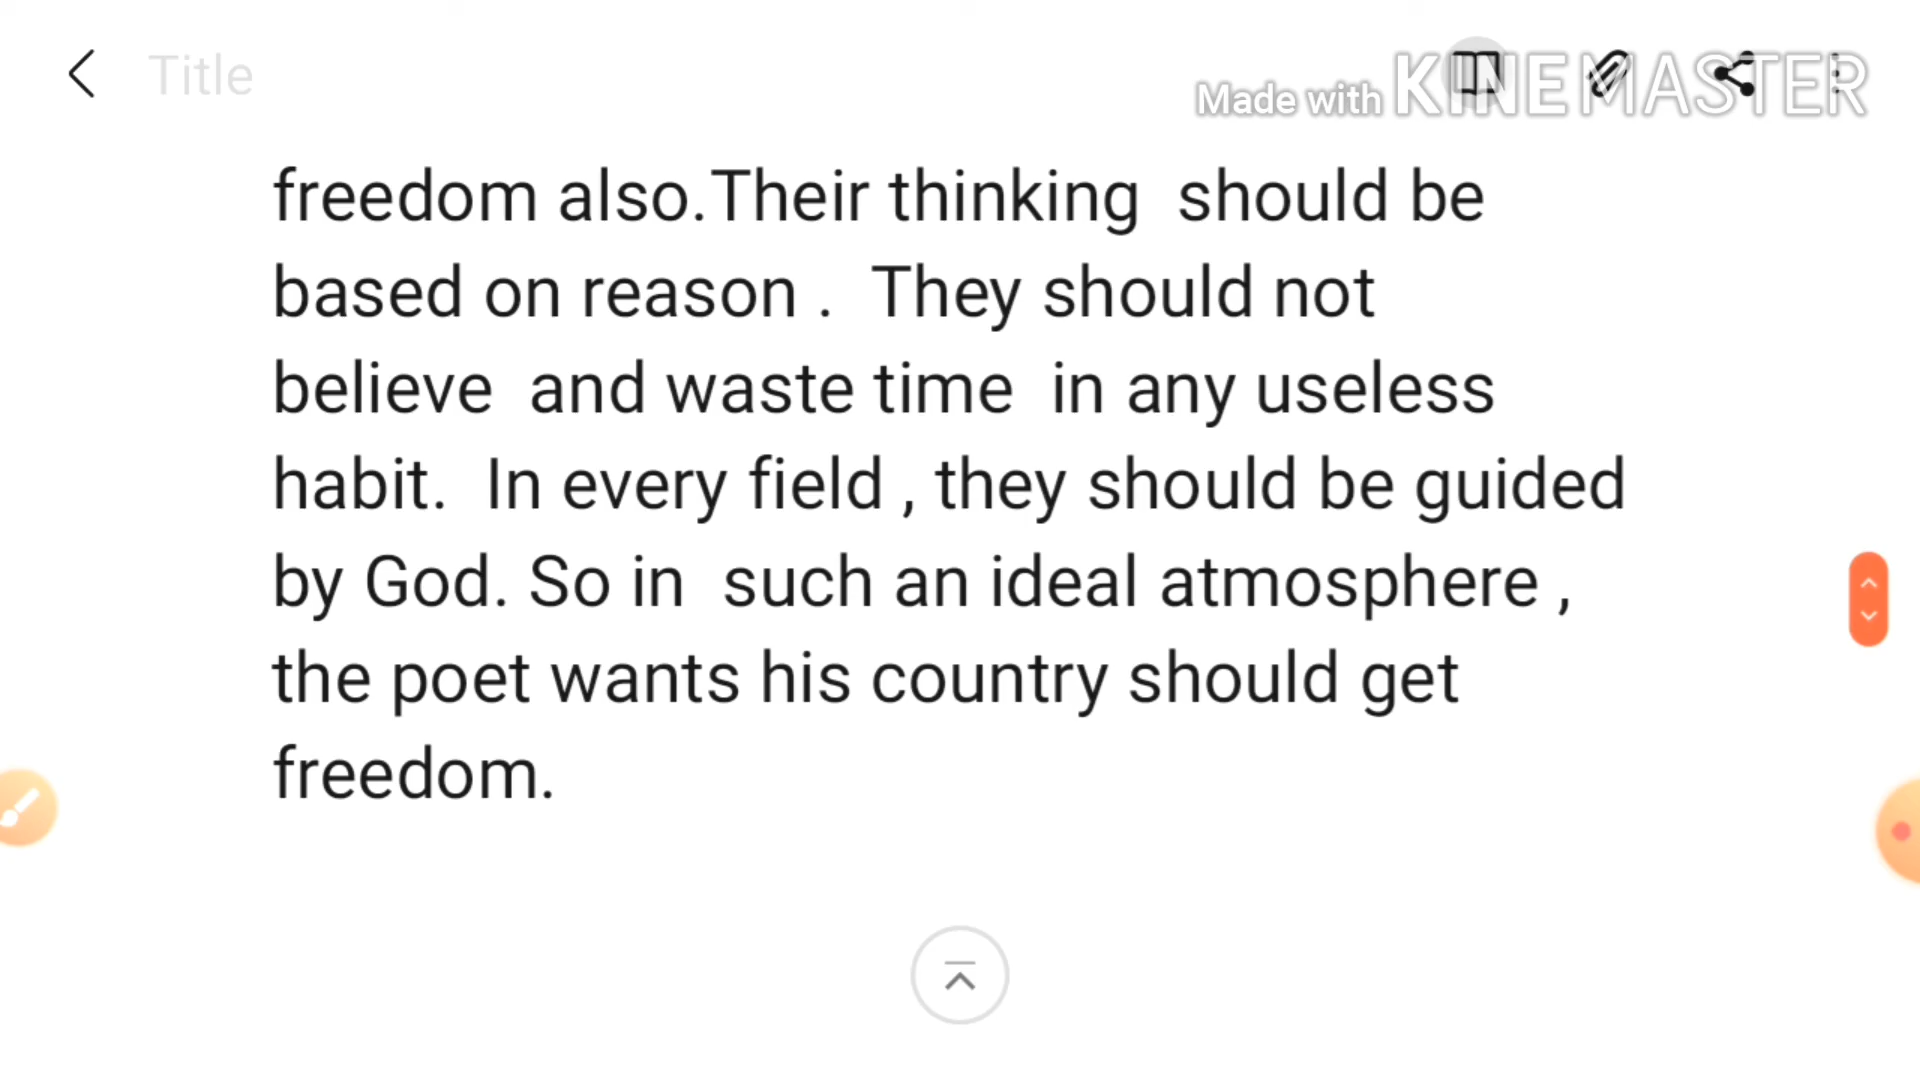 Title
Made with KINEMASTER
freedom also.Their thinking  should be
based on reason .  They should not
believe  and waste time  in any useless
habit.  In every field , they should be guided
by God. So in  such an ideal atmosphere ,
the poet wants his country should get
freedom.